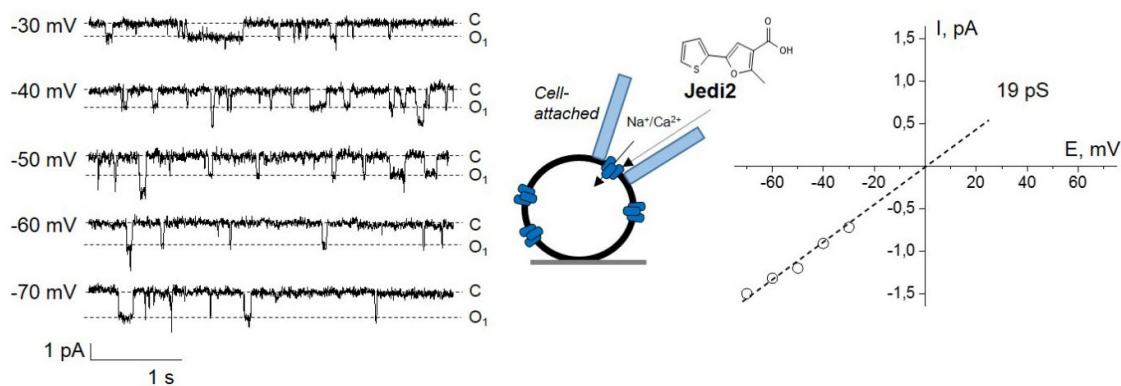 -30 mV
C
O1
-40 mV
C
O1
-50 mV
C
O1
-60 mV
C
O1
-70 mV
C
O1
1 pA
1 s
O
OH
S
O
Jedi2
Cell-
attached
Na⁺/Ca²⁺
I, pA
1,5
1,0
0,5
19 pS
E, mV
-60 -40 -20 20 40 60
-0,5
-1,0
-1,5